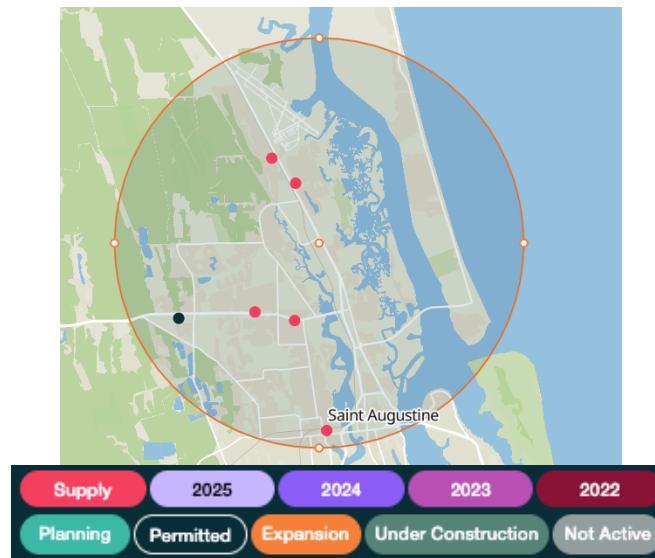 Saint Augustine
Supply 2025 2024 2023 2022
Planning Permitted Expansion Under Construction Not Active